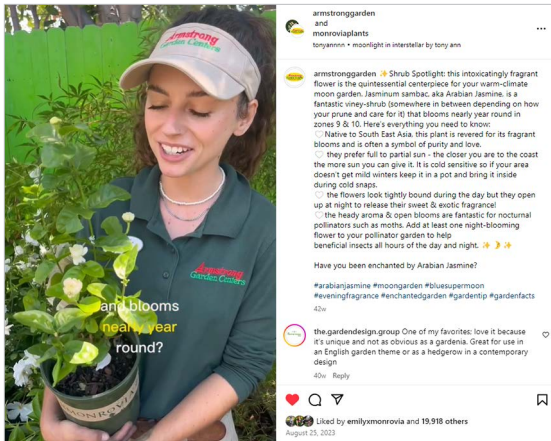 armstronggarden
and
monroviaplants
tonyannnn • moonlight in interstellar by tony ann
armstronggarden ✨ Shrub Spotlight: this intoxicatingly fragrant
flower is the quintessential centerpiece for your warm-climate
moon garden. Jasminum sambac, aka Arabian Jasmine, is a
fantastic viney-shrub (somewhere in between depending on how
your prune and care for it) that blooms nearly year round in
zones 9 & 10. Here's everything you need to know:
🤍Native to South East Asia, this plant is revered for its fragrant
blooms and is often a symbol of purity and love.
🤍 they prefer full to partial sun - the closer you are to the coast
the more sun you can give it. It is cold sensitive so if your area
doesn't get mild winters keep it in a pot and bring it inside
during cold snaps.
🤍 the flowers look tightly bound during the day but they open
up at night to release their sweet & exotic fragrance!
🤍the heady aroma & open blooms are fantastic for nocturnal
pollinators such as moths. Add at least one night-blooming
flower to your pollinator garden to help
beneficial insects all hours of the day and night. ✨🌛✨
Have you been enchanted by Arabian Jasmine?
#arabianjasmine #moongarden #bluesupermoon
#eveningfragrance #enchantedgarden #gardentip #gardenfacts
42w
the.gardendesign.group One of my favorites; love it because
it's unique and not as obvious as a gardenia. Great for use in
an English garden theme or as a hedgerow in a contemporary
design
40w Reply
Liked by emilyxmonrovia and 19,918 others
August 25, 2023
Armstrong
Garden Centers
Armstrong
Garden Centers
and blooms
nearly year
round?
MONROVIA